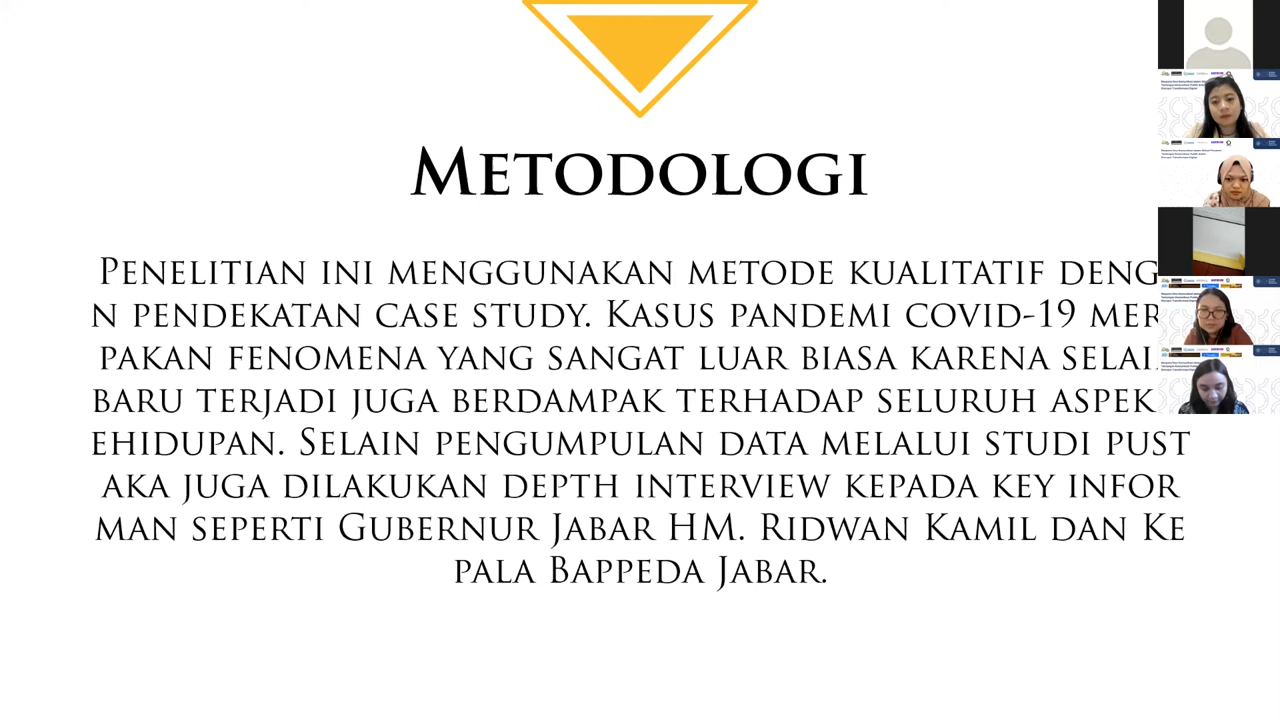 Metodologi
Penelitian ini menggunakan metode kualitatif deng
n pendekatan case study. Kasus pandemi covid-19 mer
pakan fenomena yang sangat luar biasa karena selai
baru terjadi juga berdampak terhadap seluruh aspek
ehidupan. Selain pengumpulan data melalui studi pust
aka juga dilakukan depth interview kepada key infor
man seperti Gubernur Jabar HM. Ridwan Kamil dan Ke
pala Bappeda Jabar.